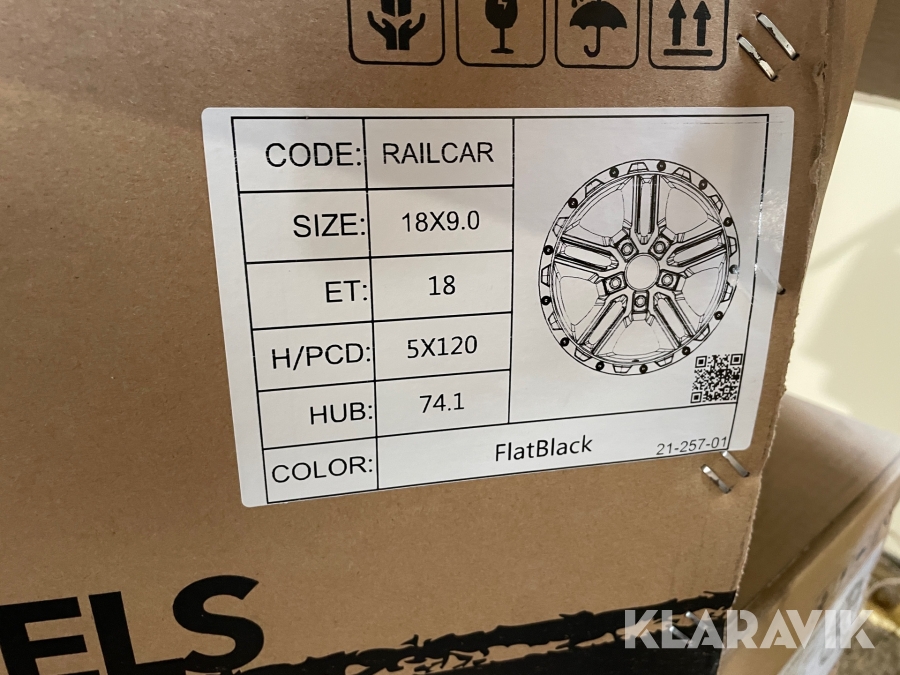 CODE: RAILCAR
SIZE: 18X9.0
ET: 18
H/PCD: 5X120
HUB: 74.1
COLOR: FlatBlack
21-257-01
ELS
KLARAVIK